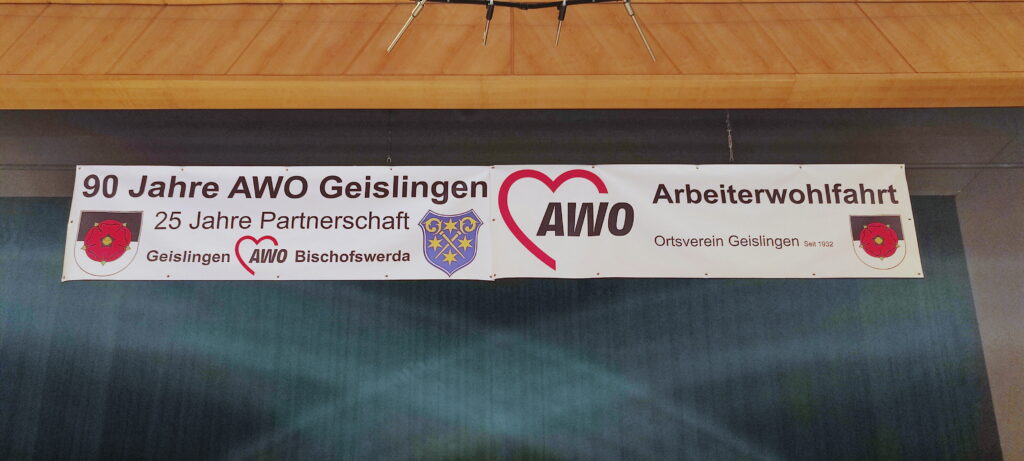 90 Jahre AWO Geislingen
25 Jahre Partnerschaft
Geislingen AWO Bischofswerda
AWO
Arbeiterwohlfahrt
Ortsverein Geislingen Seit 1932